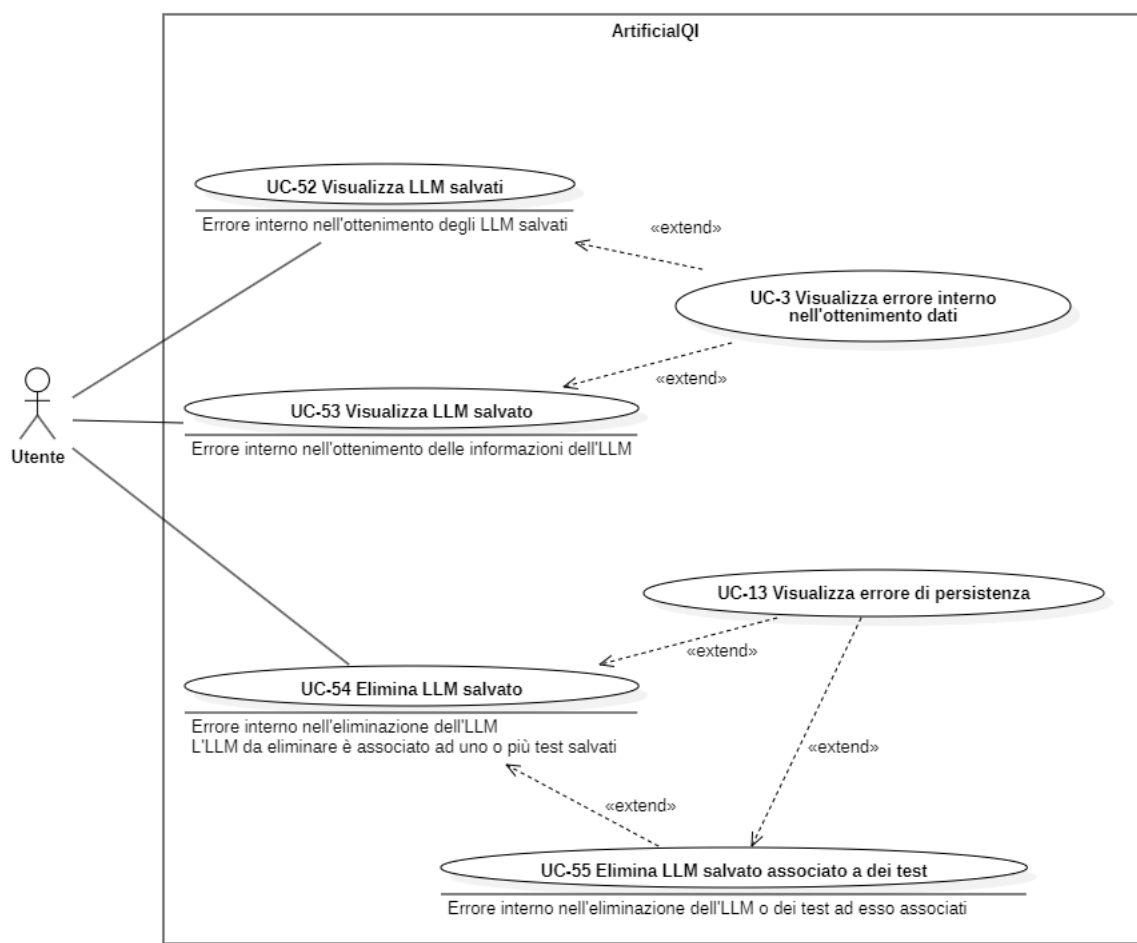 ArtificialQI
UC-52 Visualizza LLM salvati
Errore interno nell'ottenimento degli LLM salvati
«extend»
UC-3 Visualizza errore interno
nell'ottenimento dati
«extend»
UC-53 Visualizza LLM salvato
Errore interno nell'ottenimento delle informazioni dell'LLM
Utente
UC-13 Visualizza errore di persistenza
«extend»
UC-54 Elimina LLM salvato
Errore interno nell'eliminazione dell'LLM
L'LLM da eliminare è associato ad uno o più test salvati
«extend»
«extend»
UC-55 Elimina LLM salvato associato a dei test
Errore interno nell'eliminazione dell'LLM o dei test ad esso associati